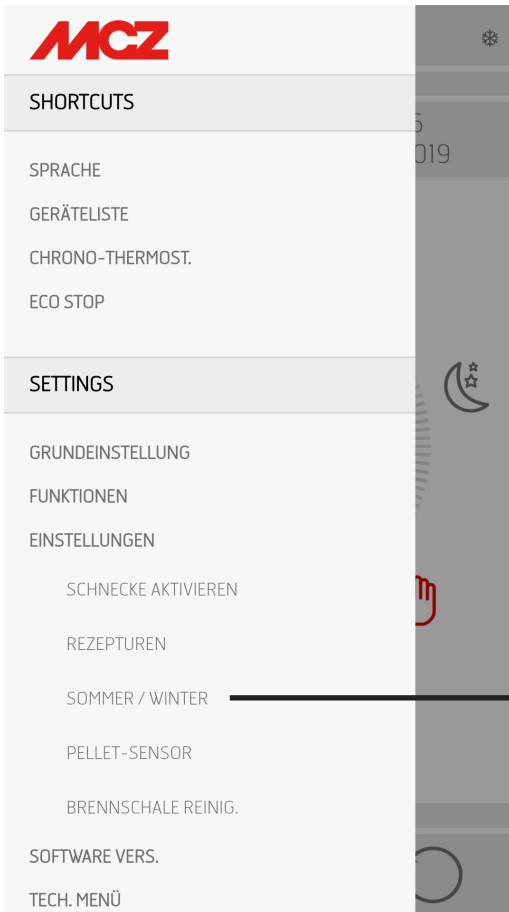 MCZ
SHORTCUTS
SPRACHE
GERÄTELISTE
CHRONO-THERMOST.
ECO STOP
SETTINGS
GRUNDEINSTELLUNG
FUNKTIONEN
EINSTELLUNGEN
SCHNECKE AKTIVIEREN
REZEPTUREN
SOMMER / WINTER
PELLET-SENSOR
BRENNSCHALE REINIG.
SOFTWARE VERS.
TECH. MENÜ